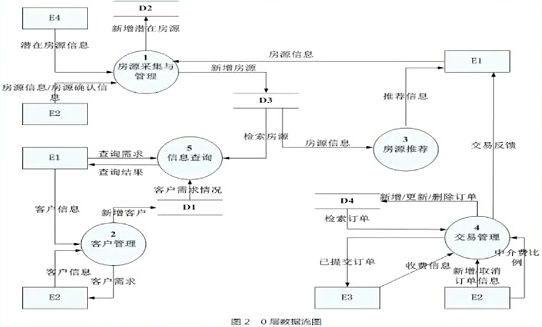 E4
D2
新增潜在房源
潜在房源信息
1
房源采集与
管理
房源信息
E1
新增房源
房源信息/房源确认信
息
E2
D3
推荐信息
检索房源
房源信息
3
房源推荐
交易反馈
E1
查询需求
查询结果
5
信息查询
客户需求情况
D1
客户信息
新增客户
2
客户管理
客户信息
客户需求
E2
D4
新增/更新/删除订单
检索订单
4
交易管理
已提交订单
收费信息
新增/取消
订单信息
中介费比
例
E3
E2
图 2 0 层数据流图